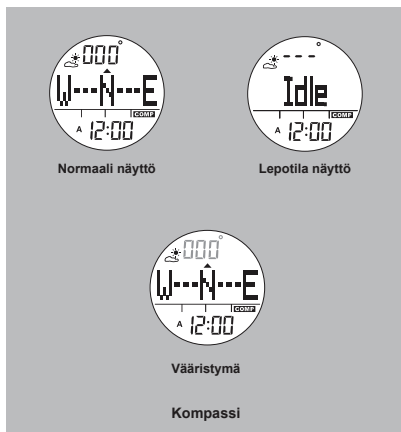 000°
W---N---E
COMP
A 12:00
Normaali näyttö
---°
Idle
COMP
A 12:00
Lepotila näyttö
000°
W---N---E
COMP
A 12:00
Vääristymä
Kompassi